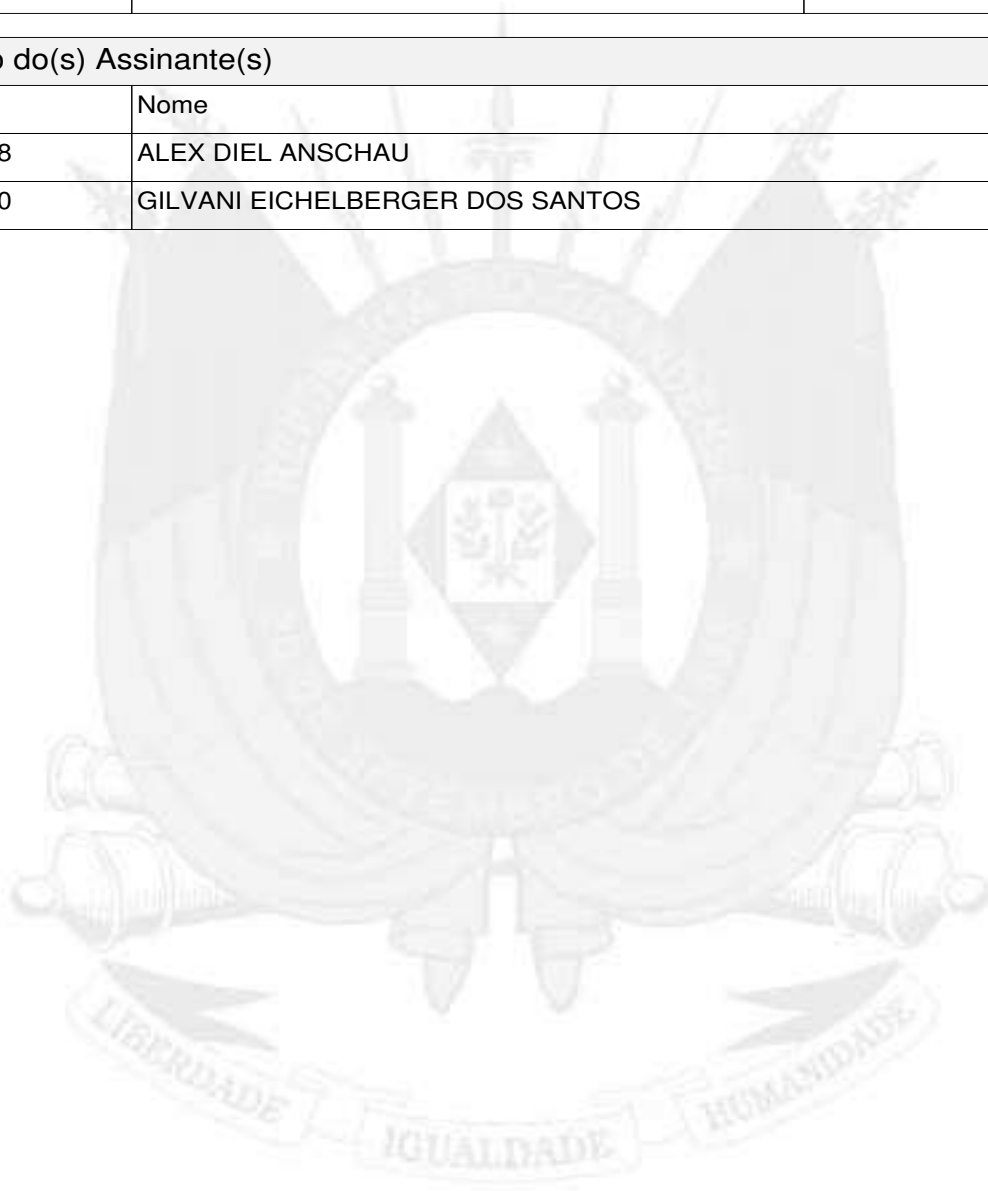 o do(s) Assinante(s)
Nome
8 ALEX DIEL ANSCHAU
0 GILVANI EICHELBERGER DOS SANTOS
LIBERDADE IGUALDADE HUMANIDADE